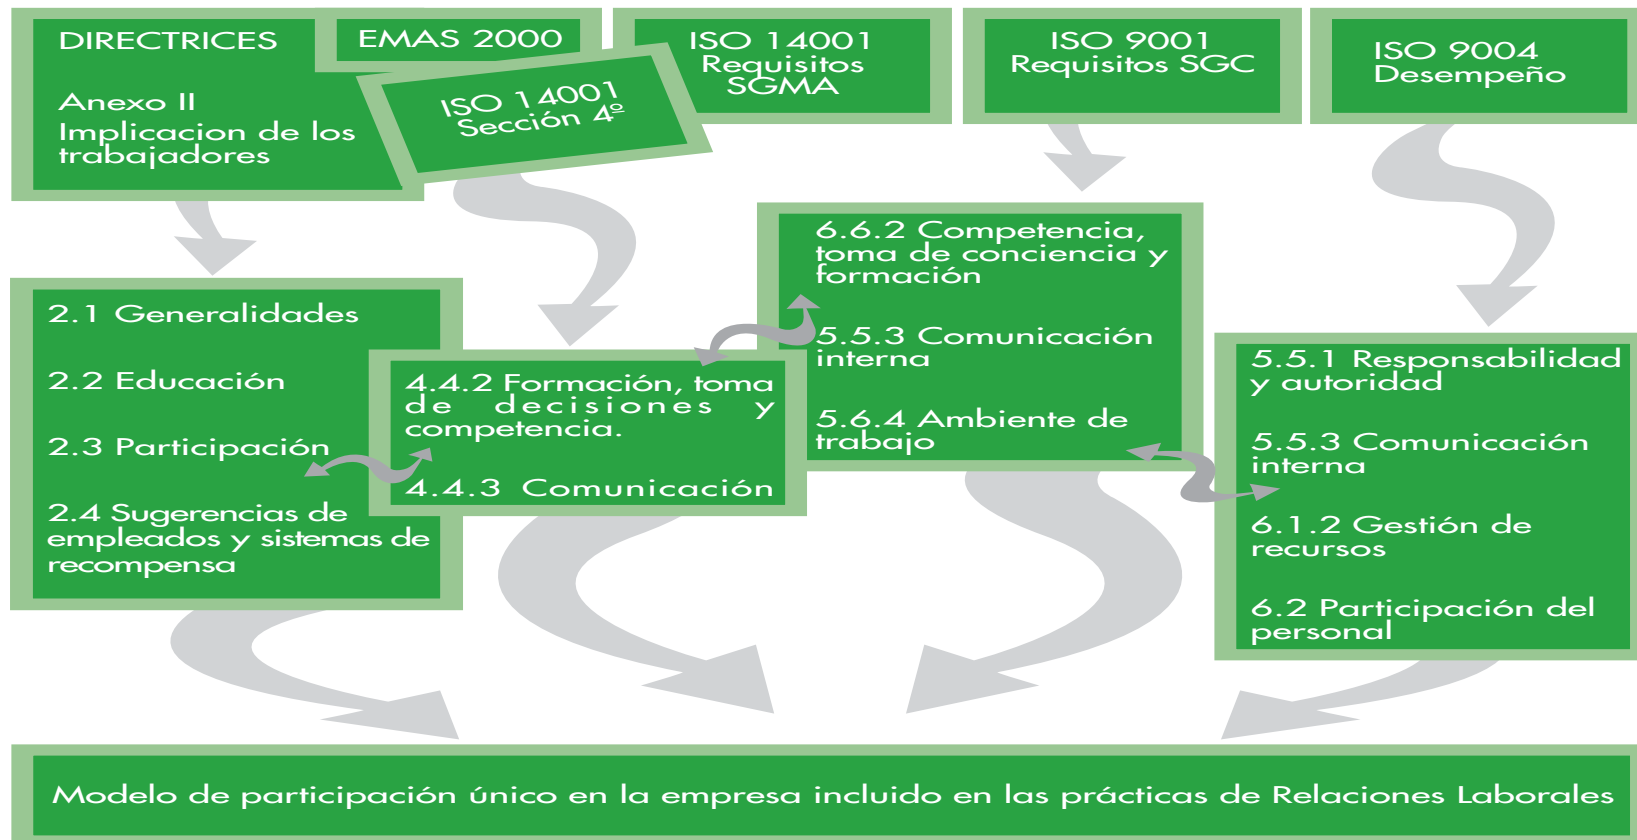 DIRECTRICES
Anexo II
Implicacion de los
trabajadores
EMAS 2000
ISO 14001
Sección 4º
ISO 14001
Requisitos
SGMA
ISO 9001
Requisitos SGC
ISO 9004
Desempeño
2.1 Generalidades
2.2 Educación
2.3 Participación
2.4 Sugerencias de
empleados y sistemas de
recompensa
4.4.2 Formación, toma
de decisiones y
competencia.
4.4.3 Comunicación
6.6.2 Competencia,
toma de conciencia y
formación
5.5.3 Comunicación
interna
5.6.4 Ambiente de
trabajo
5.5.1 Responsabilidad
y autoridad
5.5.3 Comunicación
interna
6.1.2 Gestión de
recursos
6.2 Participación del
personal
Modelo de participación único en la empresa incluido en las prácticas de Relaciones Laborales